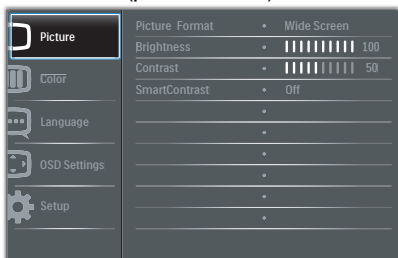 Picture
Color
Language
OSD Settings
Setup
Picture Format • Wide Screen
Brightness • 100
Contrast • 50
SmartContrast • Off
•
•
•
•
•
•